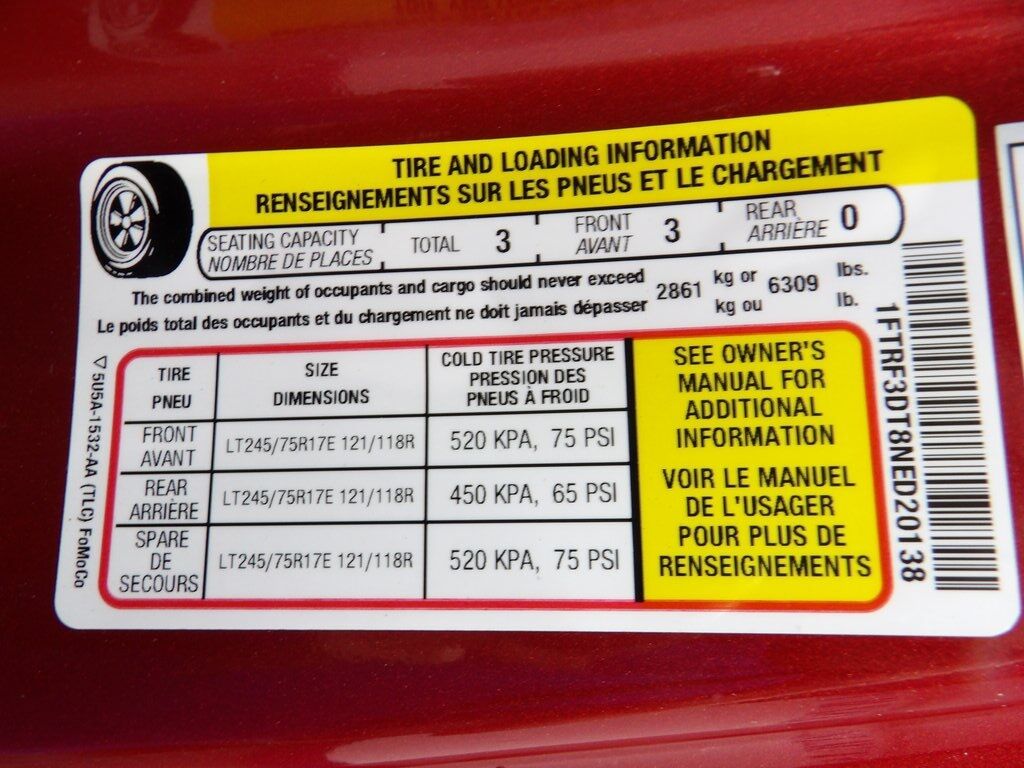 TIRE AND LOADING INFORMATION
RENSEIGNEMENTS SUR LES PNEUS ET LE CHARGEMENT
SEATING CAPACITY TOTAL 3 FRONT 3 REAR 0
NOMBRE DE PLACES AVANT ARRIÈRE
The combined weight of occupants and cargo should never exceed 2861 kg or 6309 lbs.
Le poids total des occupants et du chargement ne doit jamais dépasser kg ou lb.
TIRE SIZE COLD TIRE PRESSURE
PNEU DIMENSIONS PRESSION DES
PNEUS À FROID
FRONT LT245/75R17E 121/118R 520 KPA, 75 PSI
AVANT
REAR LT245/75R17E 121/118R 450 KPA, 65 PSI
ARRIÈRE
SPARE LT245/75R17E 121/118R 520 KPA, 75 PSI
DE
SECOURS
SEE OWNER'S
MANUAL FOR
ADDITIONAL
INFORMATION
VOIR LE MANUEL
DE L'USAGER
POUR PLUS DE
RENSEIGNEMENTS
5U5A-1532-AA (TLC) FoMoCo
1FTRF3DT8NED20138